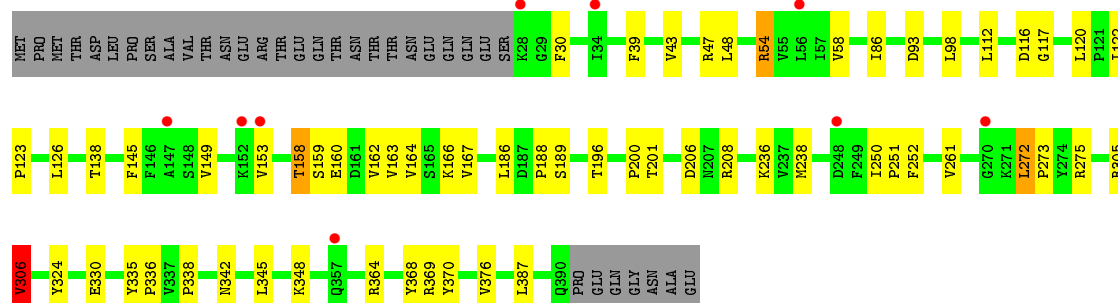 MET PRO MET THR ASP LEU PRO SER ALA VAL THR ASN GLU ARG THR GLU GLN THR ASN THR THR ASN GLU GLN GLN GLU SER K28 G29 F30 I34 F39 V43 R47 L48 R54 V55 L56 I57 V58 I86 D93 L98 L112 D116 G117 L120 P121 I122
P123 L126 T138 F145 F146 A147 S148 V149 K152 V153 T158 S159 E160 D161 V162 V163 V164 S165 K166 V167 L186 D187 P188 S189 T196 P200 T201 D206 N207 R208 K236 V237 M238 D248 F249 I250 P251 F252 V261 G270 K271 L272 P273 Y274 R275
V306 Y324 E330 Y335 P336 V337 P338 N342 L345 K348 Q357 R364 Y368 R369 Y370 V376 L387 Q390 PRO GLU GLN GLY ASN ALA GLU